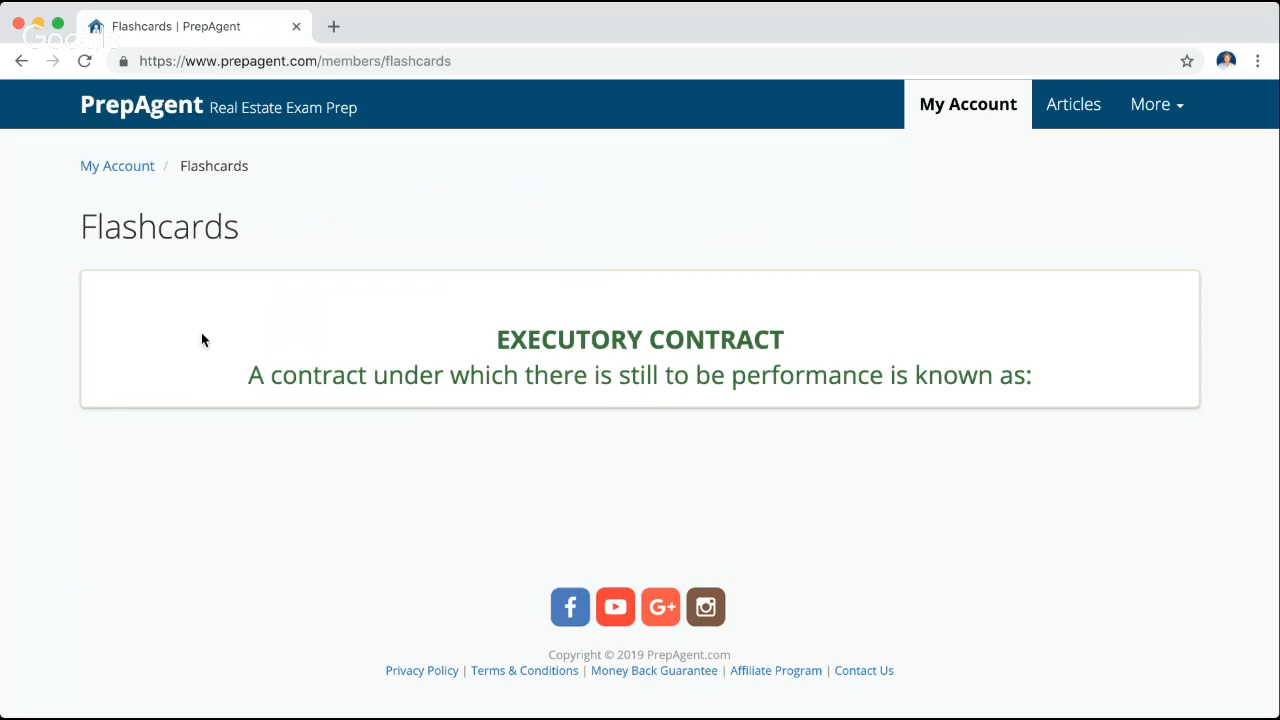 Flashcards | PrepAgent
Google
https://www.prepagent.com/members/flashcards
PrepAgent Real Estate Exam Prep
My Account
Articles
More
My Account / Flashcards
Flashcards
EXECUTORY CONTRACT
A contract under which there is still to be performance is known as:
f
G+
Copyright © 2019 PrepAgent.com
Privacy Policy | Terms & Conditions | Money Back Guarantee | Affiliate Program | Contact Us